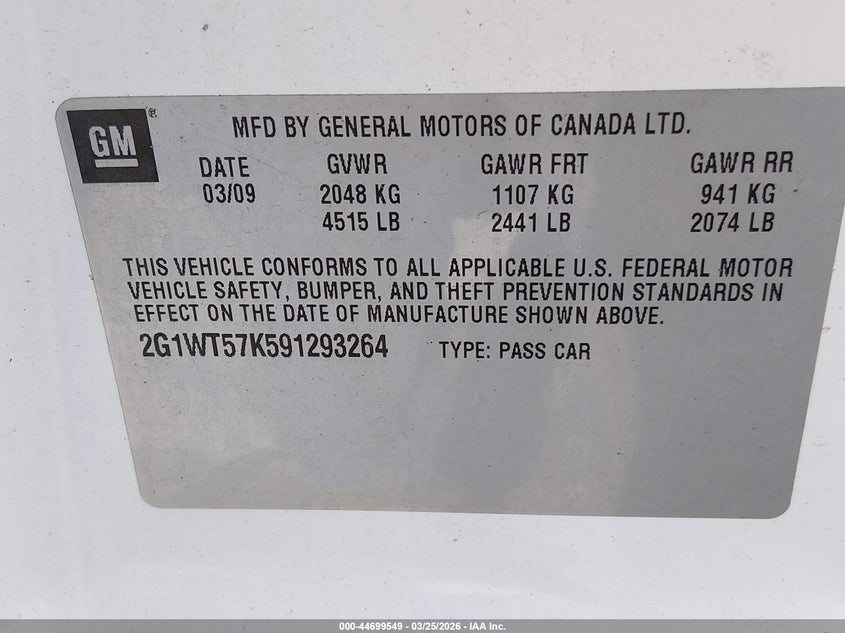 GM
MFD BY GENERAL MOTORS OF CANADA LTD.
DATE GVWR GAWR FRT GAWR RR
03/09 2048 KG 1107 KG 941 KG
4515 LB 2441 LB 2074 LB
THIS VEHICLE CONFORMS TO ALL APPLICABLE U.S. FEDERAL MOTOR
VEHICLE SAFETY, BUMPER, AND THEFT PREVENTION STANDARDS IN
EFFECT ON THE DATE OF MANUFACTURE SHOWN ABOVE.
2G1WT57K591293264 TYPE: PASS CAR
000-44699549 - 03/25/2026 - IAA Inc.